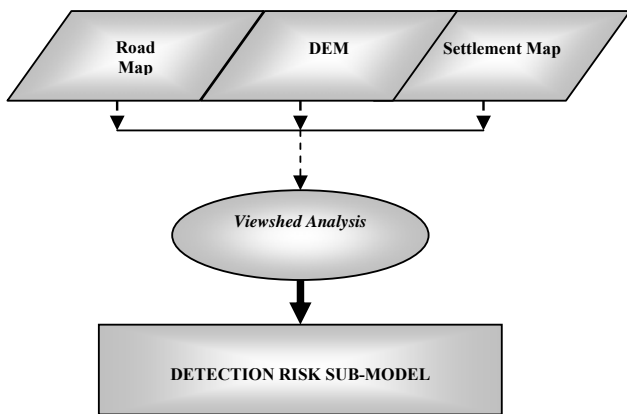 Road
Map
DEM
Settlement Map
Viewshed Analysis
DETECTION RISK SUB-MODEL